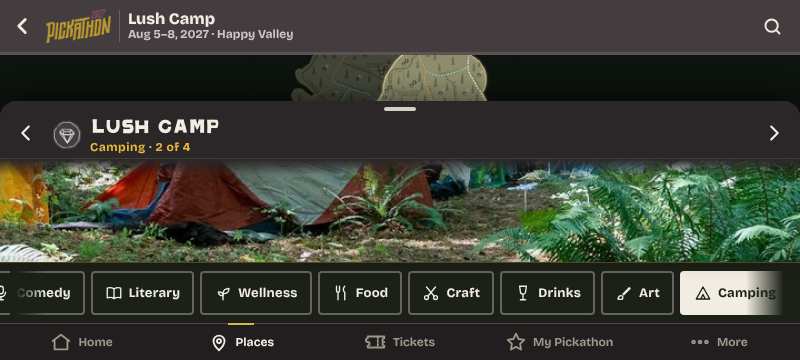 PICKATHON
Lush Camp
Aug 5–8, 2027 · Happy Valley
LUSH CAMP
Camping · 2 of 4
Comedy
Literary
Wellness
Food
Craft
Drinks
Art
Camping
Home
Places
Tickets
My Pickathon
More